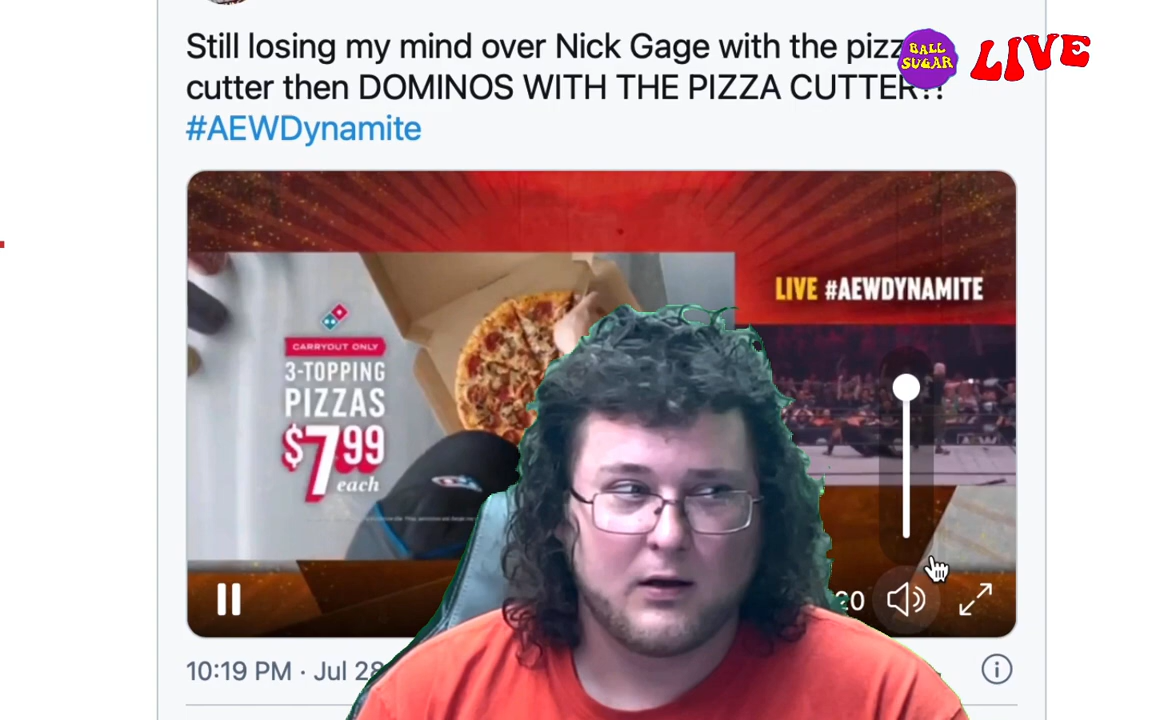 Still losing my mind over Nick Gage with the
BALL
SUGAR
LIVE
cutter then DOMINOS WITH THE PIZZA CUTTER?!
#AEWDynamite
LIVE #AEWDYNAMITE
CARRYOUT ONLY
3-TOPPING
PIZZAS
$7.99
each
20
10:19 PM · Jul 28